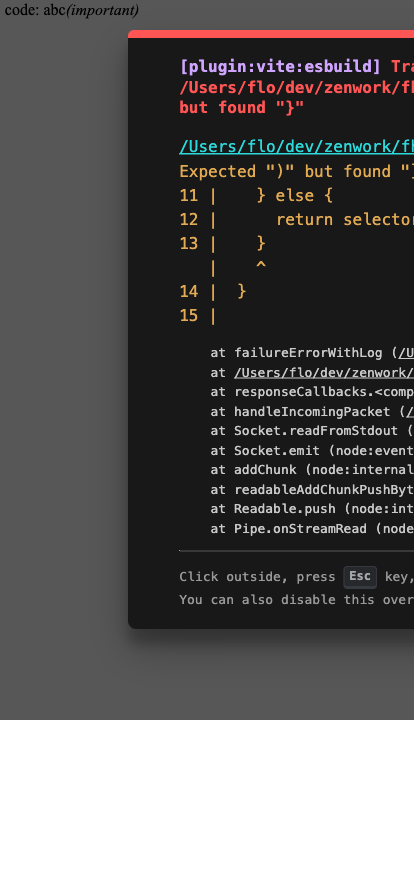 code: abc(important)
[plugin:vite:esbuild] Tra
/Users/flo/dev/zenwork/fh
but found "}"
/Users/flo/dev/zenwork/fh
Expected ")" but found "}
11 |    } else {
12 |      return selector
13 |    }
   |    ^
14 |  }
15 |
at failureErrorWithLog (/U
at /Users/flo/dev/zenwork/
at responseCallbacks.<comp
at handleIncomingPacket (/
at Socket.readFromStdout (
at Socket.emit (node:event
at addChunk (node:internal
at readableAddChunkPushByt
at Readable.push (node:int
at Pipe.onStreamRead (node
Click outside, press Esc key,
You can also disable this over